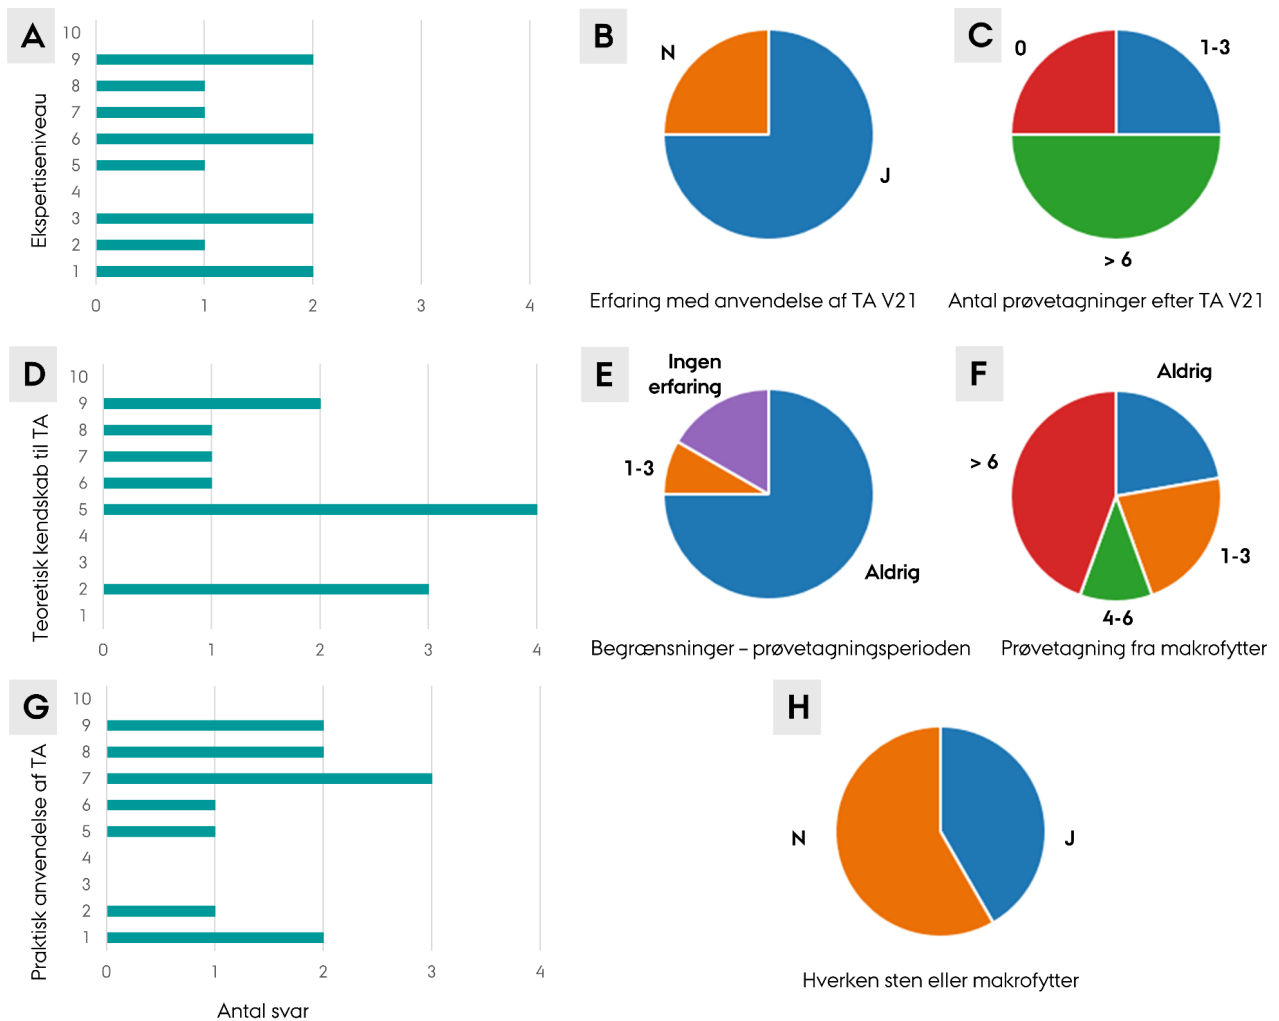 A
Ekspertiseniveau
10
9
8
7
6
5
4
3
2
1
0 1 2 3 4
B
N
J
Erfaring med anvendelse af TA V21
C
0
1-3
> 6
Antal prøvetagninger efter TA V21
D
Teoretisk kendskab til TA
10
9
8
7
6
5
4
3
2
1
0 1 2 3 4
E
Ingen
erfaring
1-3
Aldrig
Begrænsninger – prøvetagningsperioden
F
Aldrig
> 6
1-3
4-6
Prøvetagning fra makrofytter
G
Praktisk anvendelse af TA
10
9
8
7
6
5
4
3
2
1
0 1 2 3 4
Antal svar
H
N
J
Hverken sten eller makrofytter